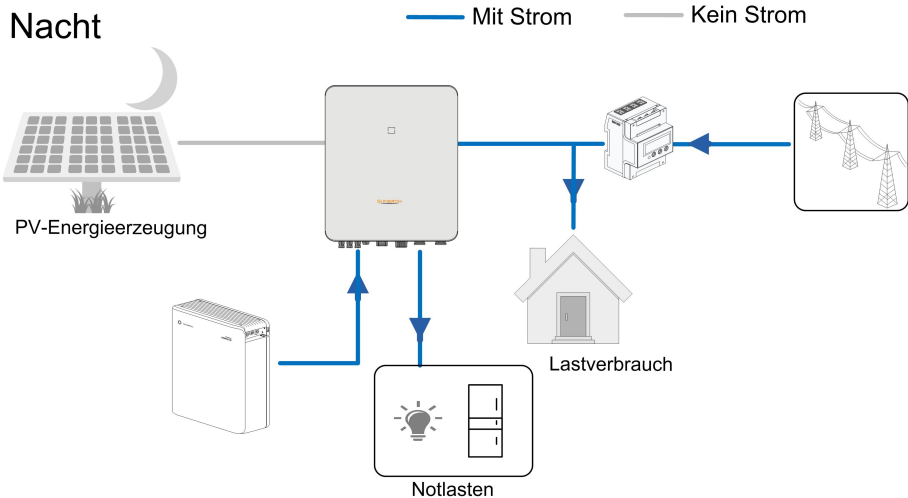 Nacht
Mit Strom
Kein Strom
PV-Energieerzeugung
Lastverbrauch
Notlasten